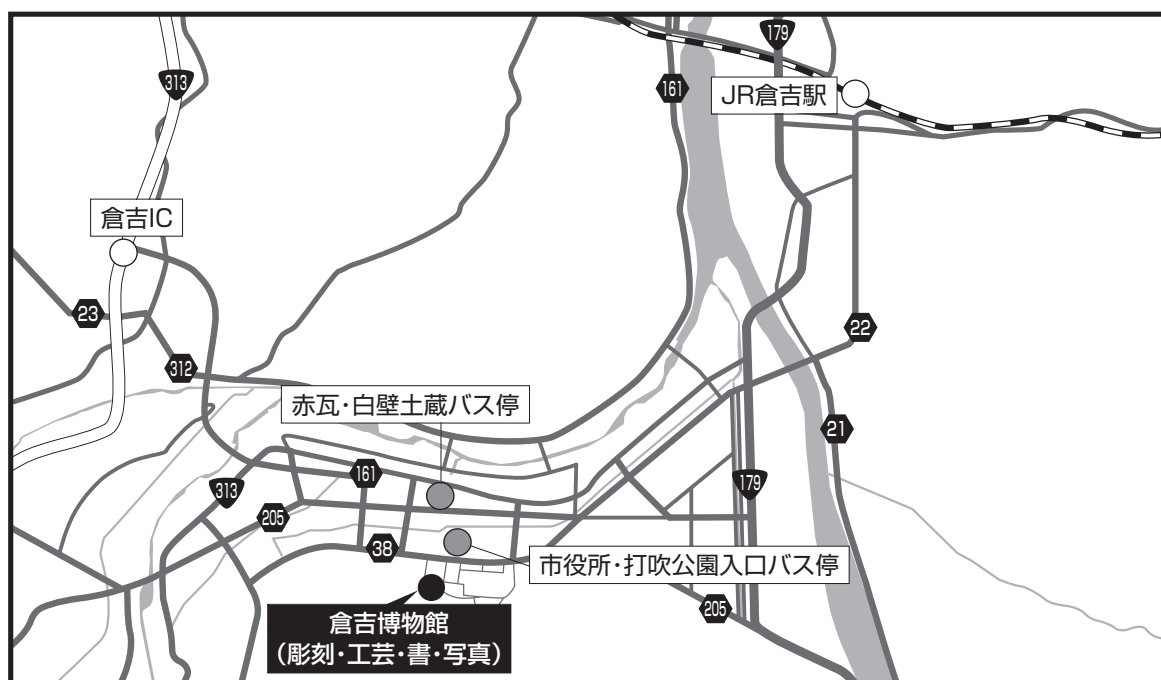 179
313
161
JR倉吉駅
倉吉IC
23
22
312
赤瓦・白壁土蔵バス停
21
161
313
179
205
38
市役所・打吹公園入口バス停
205
倉吉博物館
(彫刻・工芸・書・写真)